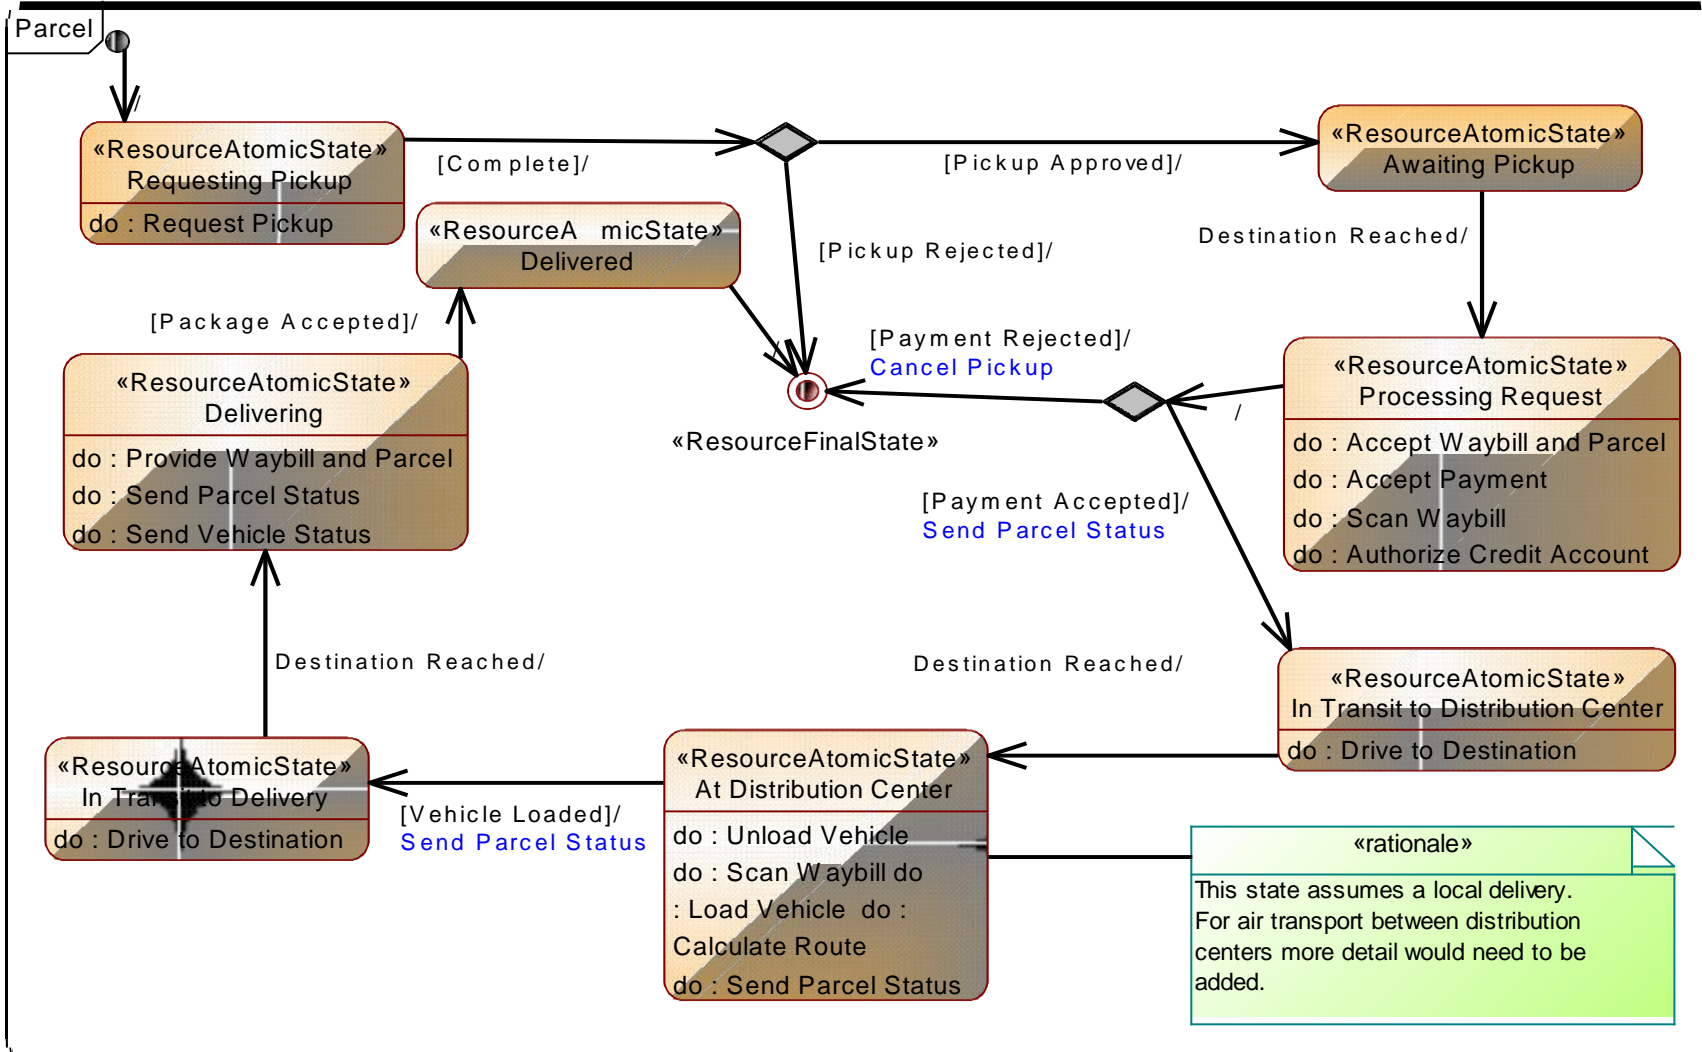 Parcel
/
«ResourceAtomicState»
Requesting Pickup
do : Request Pickup
[Complete]/
[Pickup Approved]/
«ResourceAtomicState»
Awaiting Pickup
«ResourceA   micState»
Delivered
[Pickup Rejected]/
Destination Reached/
[Package Accepted]/
/
[Payment Rejected]/
Cancel Pickup
«ResourceAtomicState»
Delivering
do : Provide Waybill and Parcel
do : Send Parcel Status
do : Send Vehicle Status
«ResourceFinalState»
/
«ResourceAtomicState»
Processing Request
do : Accept Waybill and Parcel
do : Accept Payment
do : Scan Waybill
do : Authorize Credit Account
[Payment Accepted]/
Send Parcel Status
Destination Reached/
Destination Reached/
«ResourceAtomicState»
In Transit to Distribution Center
do : Drive to Destination
«ResourceAtomicState»
In Transit to Delivery
do : Drive to Destination
[Vehicle Loaded]/
Send Parcel Status
«ResourceAtomicState»
At Distribution Center
do : Unload Vehicle
do : Scan Waybill do
: Load Vehicle do :
Calculate Route
do : Send Parcel Status
«rationale»
This state assumes a local delivery.
For air transport between distribution
centers more detail would need to be
added.